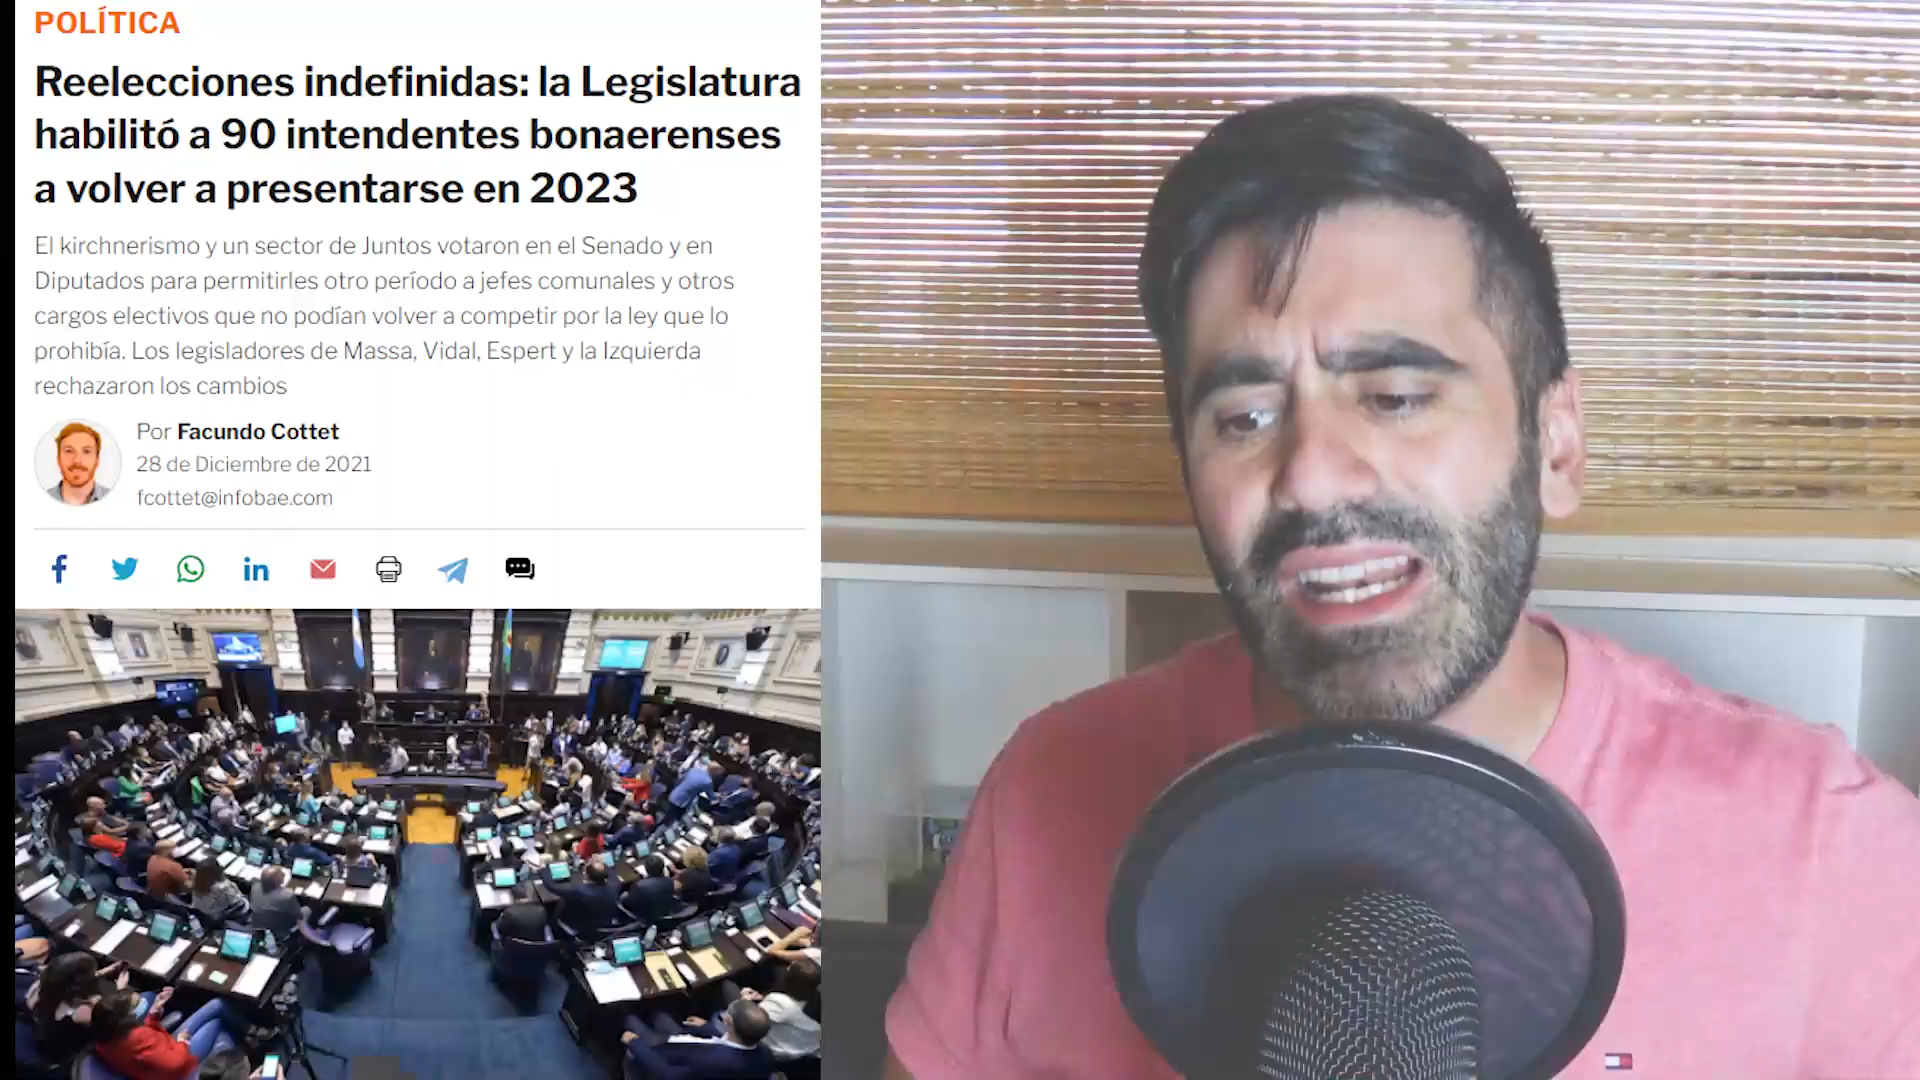 POLÍTICA
Reelecciones indefinidas: la Legislatura
habilitó a 90 intendentes bonaerenses
a volver a presentarse en 2023
El kirchnerismo y un sector de Juntos votaron en el Senado y en
Diputados para permitirles otro período a jefes comunales y otros
cargos electivos que no podían volver a competir por la ley que lo
prohibía. Los legisladores de Massa, Vidal, Espert y la Izquierda
rechazaron los cambios
Por Facundo Cottet
28 de Diciembre de 2021
fcottet@infobae.com